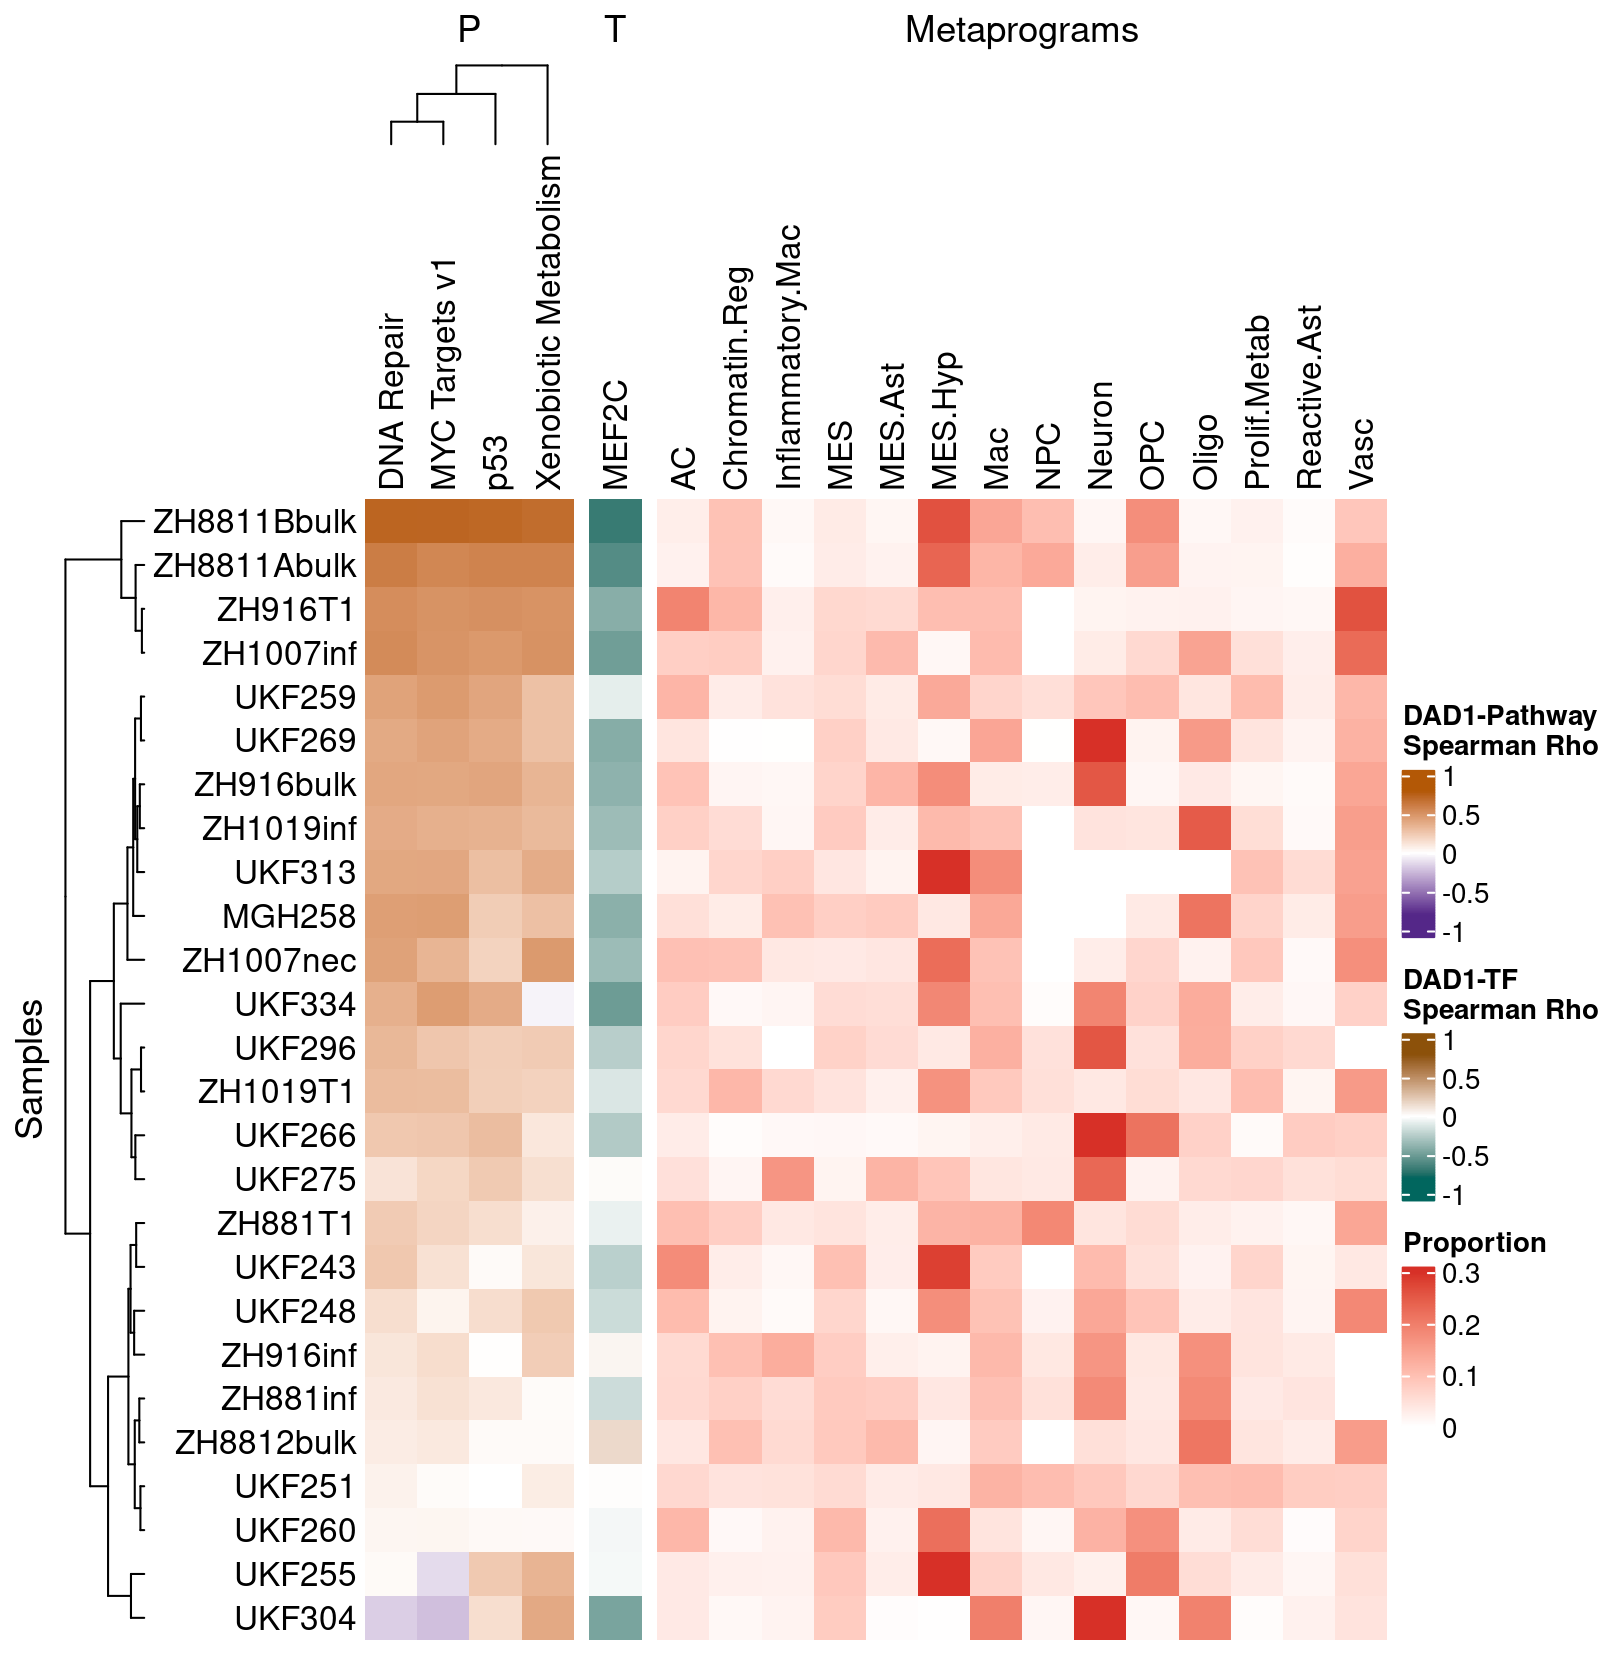 P
T
Metaprograms
DNA Repair
MYC Targets v1
p53
Xenobiotic Metabolism
MEF2C
AC
Chromatin.Reg
Inflammatory.Mac
MES
MES.Ast
MES.Hyp
Mac
NPC
Neuron
OPC
Oligo
Prolif.Metab
Reactive.Ast
Vasc
Samples
ZH8811Bbulk
ZH8811Abulk
ZH916T1
ZH1007inf
UKF259
UKF269
ZH916bulk
ZH1019inf
UKF313
MGH258
ZH1007nec
UKF334
UKF296
ZH1019T1
UKF266
UKF275
ZH881T1
UKF243
UKF248
ZH916inf
ZH881inf
ZH8812bulk
UKF251
UKF260
UKF255
UKF304
DAD1-Pathway
Spearman Rho
1
0.5
0
-0.5
-1
DAD1-TF
Spearman Rho
1
0.5
0
-0.5
-1
Proportion
0.3
0.2
0.1
0